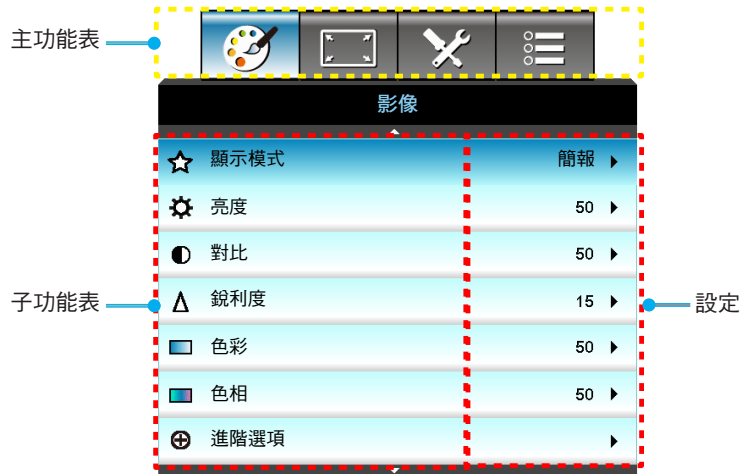 主功能表
影像
顯示模式 簡報
亮度 50
對比 50
子功能表 銳利度 15 設定
色彩 50
色相 50
進階選項